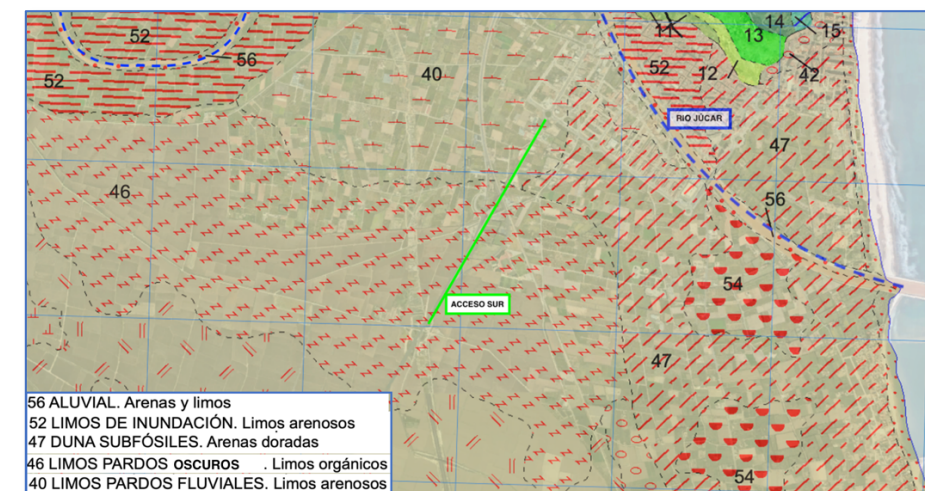 52
56
52
40
11
14
13
15
52
12
42
RIO JÚCAR
47
46
56
54
ACCESO SUR
47
54
56 ALUVIAL. Arenas y limos
52 LIMOS DE INUNDACIÓN. Limos arenosos
47 DUNA SUBFÓSILES. Arenas doradas
46 LIMOS PARDOS OSCUROS . Limos orgánicos
40 LIMOS PARDOS FLUVIALES. Limos arenosos